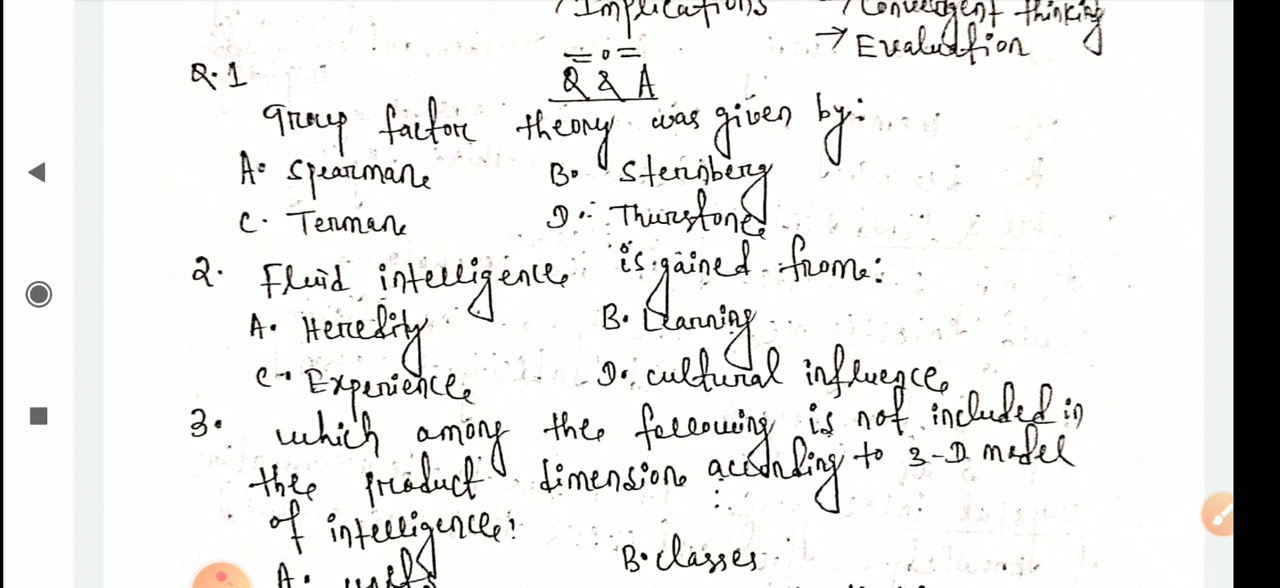 Implications → Convergent thinking
→ Evaluation
= 0 =
Q & A
Q.1
Group factor theory was given by:
A. Spearman B. Sternberg
C. Terman D. Thurstone
2. Fluid intelligence is gained from:
A. Heredity B. Learning
C. Experience D. cultural influence
3. which among the following is not included in
the product dimension according to 3-D model
of intelligence:
A. units B. classes